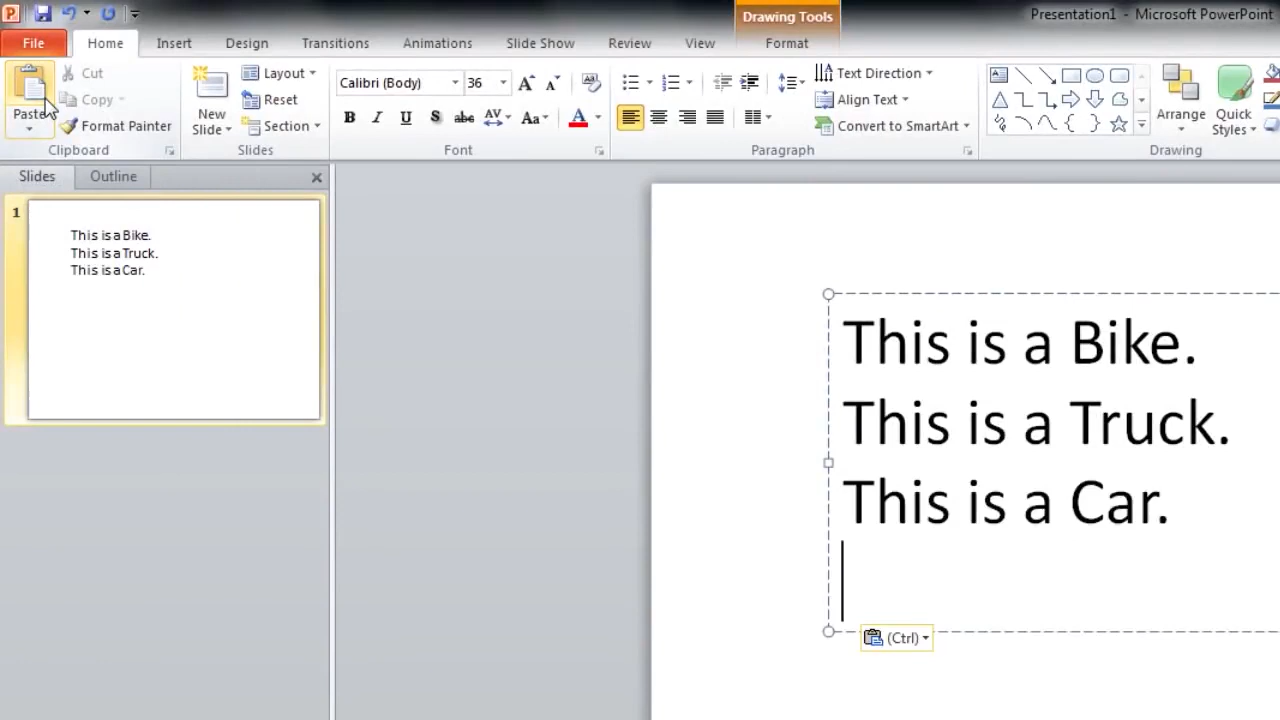 Drawing Tools
Presentation1 - Microsoft PowerPoint
File Home Insert Design Transitions Animations Slide Show Review View Format
Paste
Cut
Copy
Format Painter
Clipboard
New
Slide
Layout
Reset
Section
Slides
Calibri (Body) 36
B I U S abc AV Aa A
Font
Text Direction
Align Text
Convert to SmartArt
Paragraph
Arrange
Quick
Styles
Drawing
Slides Outline
1
This is a Bike.
This is a Truck.
This is a Car.
This is a Bike.
This is a Truck.
This is a Car.
(Ctrl)